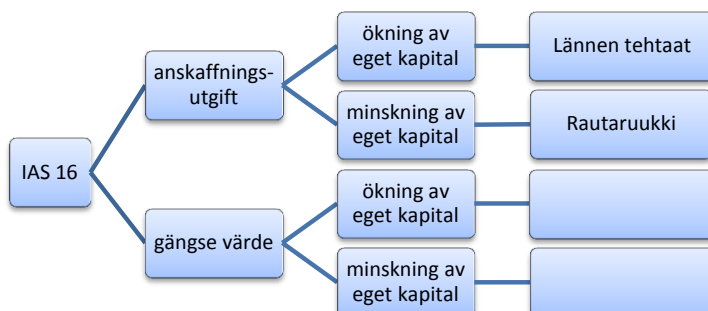 IAS 16
anskaffnings-
utgift
ökning av
eget kapital
Lännen tehtaat
minskning av
eget kapital
Rautaruukki
gängse värde
ökning av
eget kapital
minskning av
eget kapital